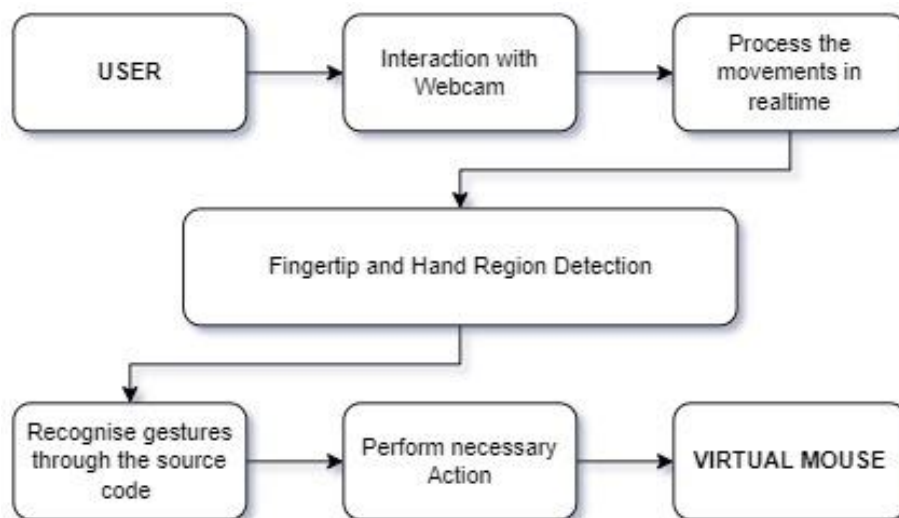 USER
Interaction with
Webcam
Process the
movements in
realtime
Fingertip and Hand Region Detection
Recognise gestures
through the source
code
Perform necessary
Action
VIRTUAL MOUSE